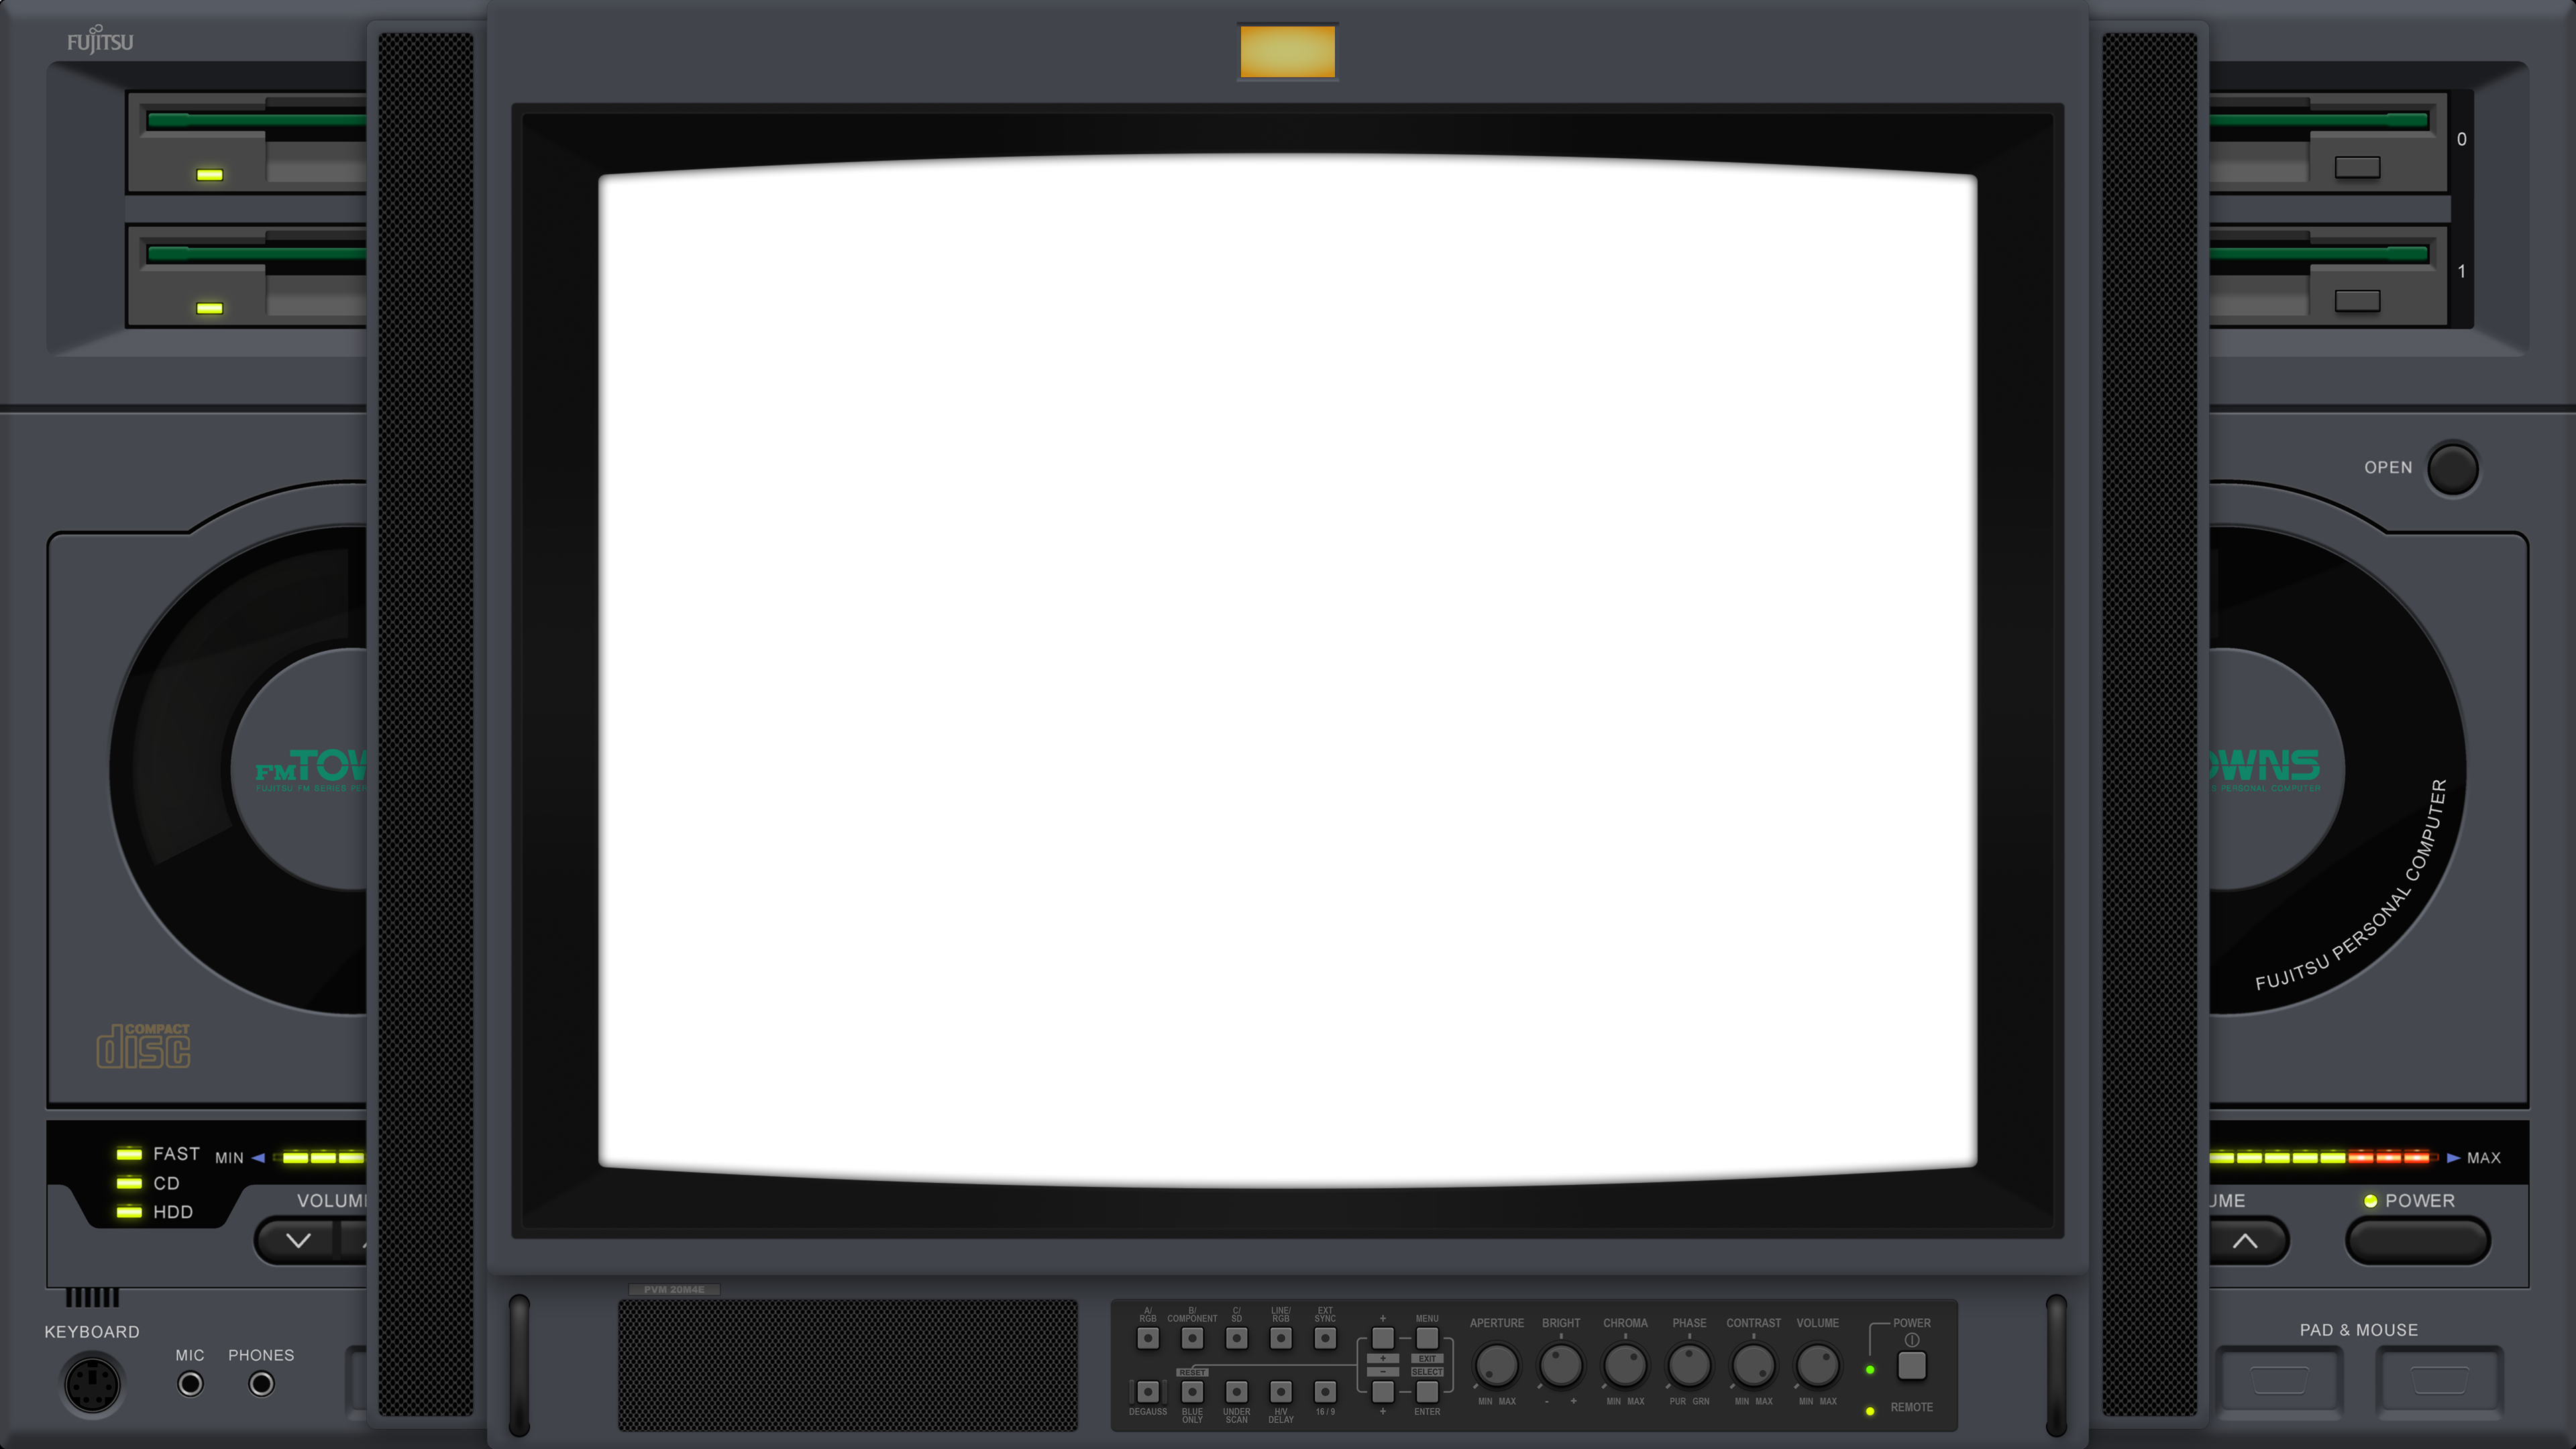 FUJITSU
0
1
OPEN
FMTOW
FUJITSU FM SERIES PE
OWNS
S PERSONAL COMPUTER
FUJITSU PERSONAL COMPUTER
COMPACT
disc
FAST
CD
HDD
MIN
VOLUM
MAX
UME
POWER
PVM 20M4E
KEYBOARD
MIC
PHONES
A/
RGB
B/
COMPONENT
C/
SD
LINE/
RGB
EXT
SYNC
+
MENU
+
EXIT
RESET
−
SELECT
DEGAUSS
BLUE
ONLY
UNDER
SCAN
H/V
DELAY
16 / 9
+
ENTER
APERTURE
MIN MAX
BRIGHT
- +
CHROMA
MIN MAX
PHASE
PUR GRN
CONTRAST
MIN MAX
VOLUME
MIN MAX
POWER
REMOTE
PAD & MOUSE